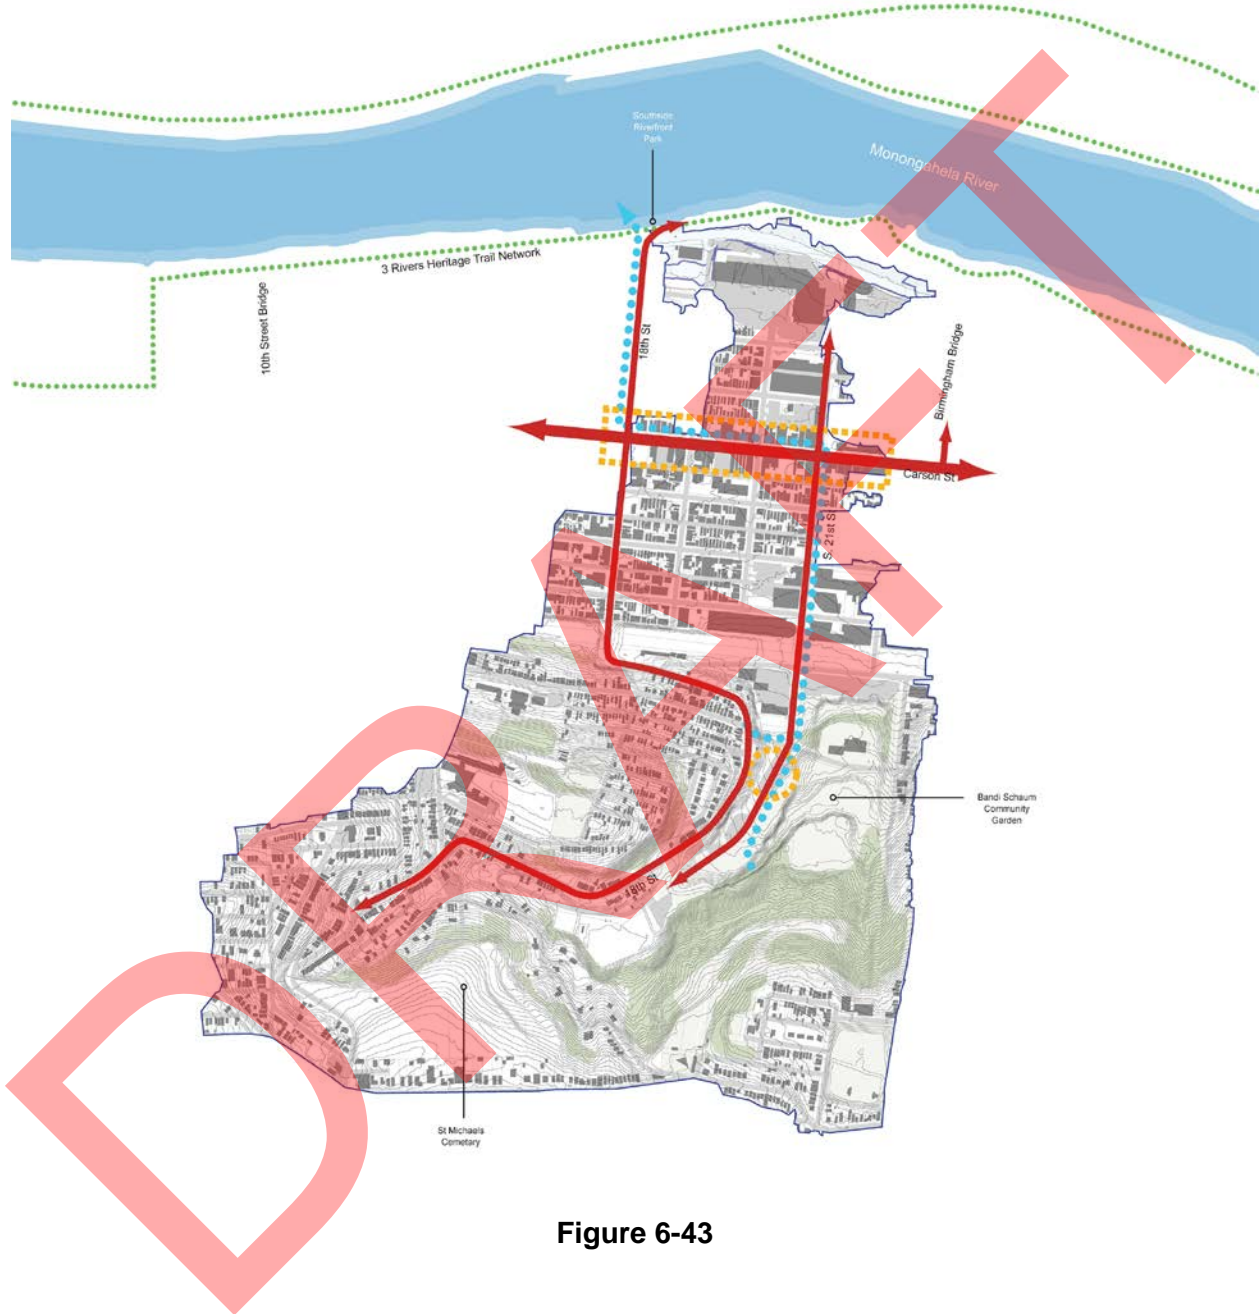 Southside
Riverfront
Park
Monongahela River
3 Rivers Heritage Trail Network
10th Street Bridge
18th St
Birmingham Bridge
Carson St
S. 21st St
Bandi Schaum
Community
Garden
18th St
St Michaels
Cemetary
DRAFT
Figure 6-43